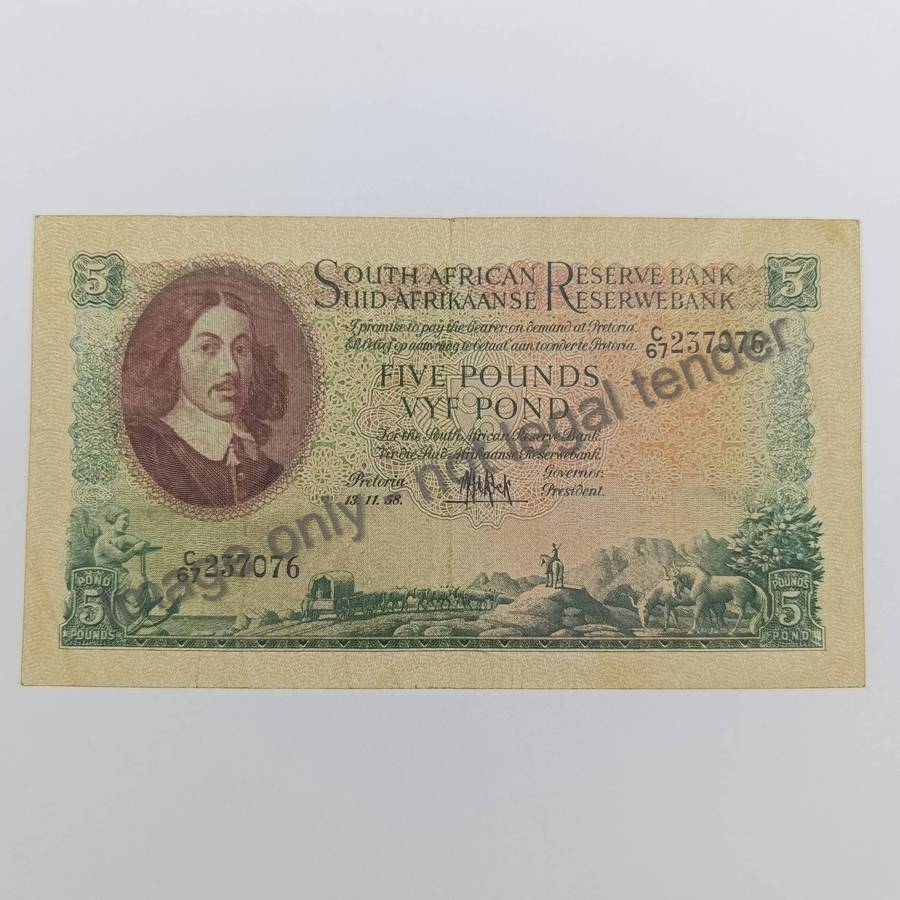 5
5
SOUTH AFRICAN RESERVE BANK
SUID-AFRIKAANSE RESERWEBANK
I promise to pay the bearer on demand at Pretoria.
Ek beloof op aanvraag te betaal aan toonder te Pretoria.
C/67 237076
FIVE POUNDS
VYF POND
For the South African Reserve Bank
Vir die Suid-Afrikaanse Reserwebank.
Governor.
President.
Pretoria
13.11.58.
C/67 237076
POND
5
POUNDS
POUNDS
5
POND
Image only not legal tender